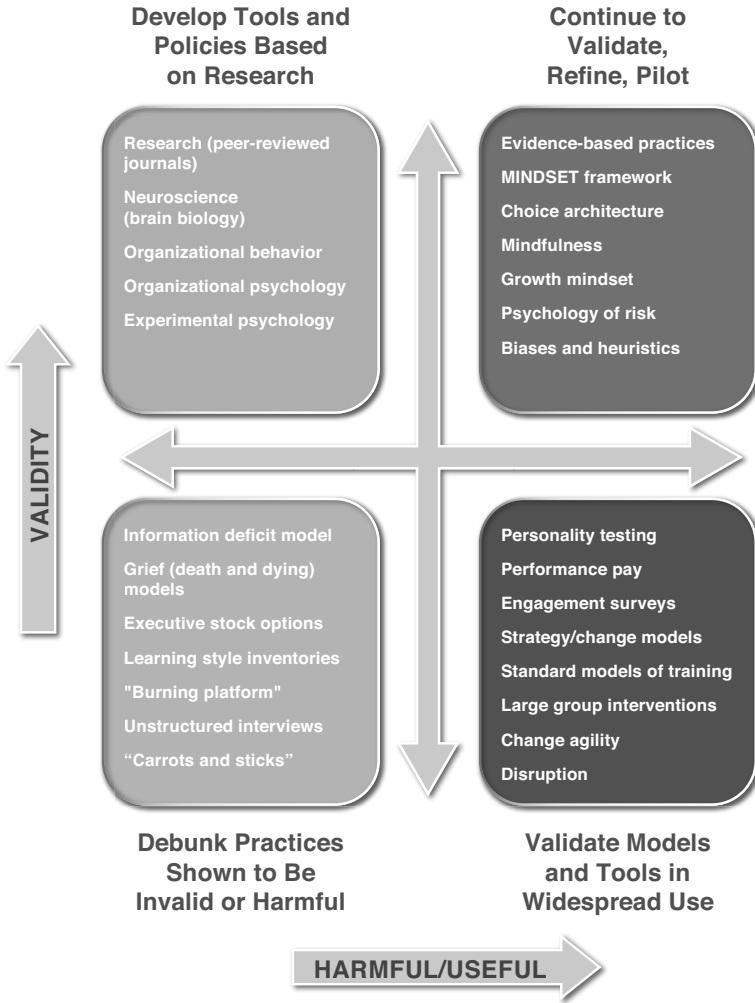 Develop Tools and
Policies Based
on Research
Continue to
Validate,
Refine, Pilot
Research (peer-reviewed
journals)
Neuroscience
(brain biology)
Organizational behavior
Organizational psychology
Experimental psychology
Evidence-based practices
MINDSET framework
Choice architecture
Mindfulness
Growth mindset
Psychology of risk
Biases and heuristics
VALIDITY
Information deficit model
Grief (death and dying)
models
Executive stock options
Learning style inventories
"Burning platform"
Unstructured interviews
“Carrots and sticks”
Personality testing
Performance pay
Engagement surveys
Strategy/change models
Standard models of training
Large group interventions
Change agility
Disruption
Debunk Practices
Shown to Be
Invalid or Harmful
Validate Models
and Tools in
Widespread Use
HARMFUL/USEFUL